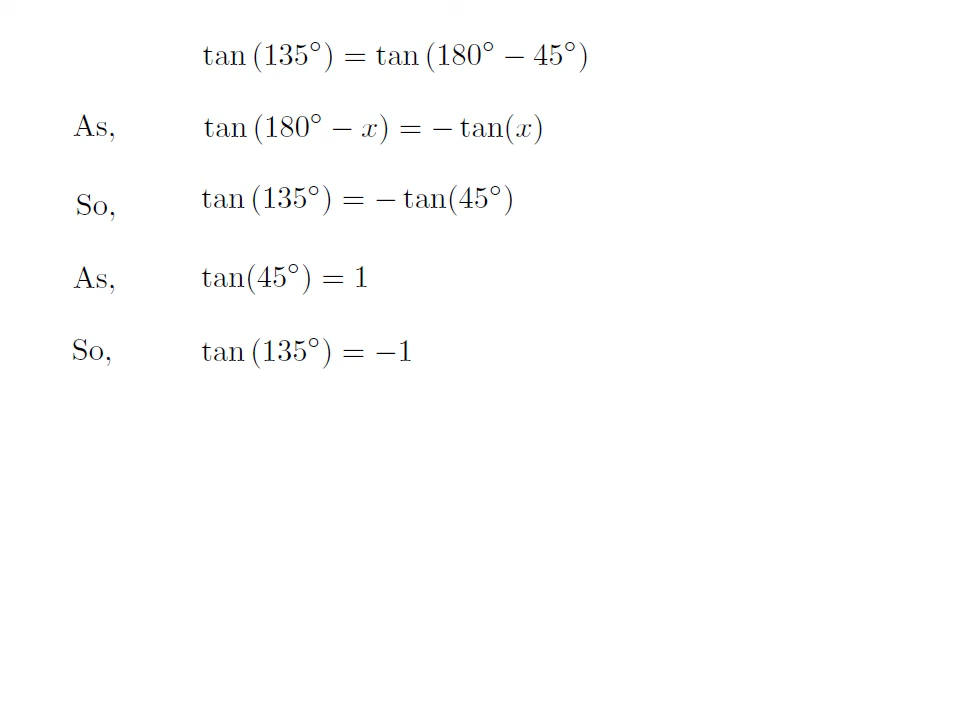 tan (135°) = tan (180° − 45°)
As, tan (180° − x) = − tan(x)
So, tan (135°) = − tan(45°)
As, tan(45°) = 1
So, tan (135°) = −1